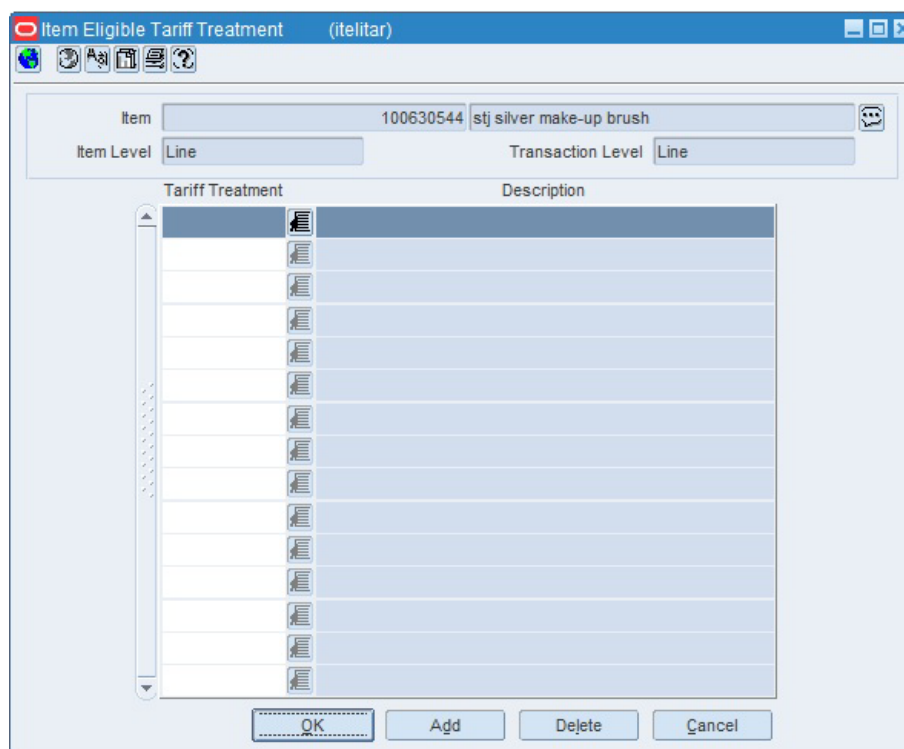 Item Eligible Tariff Treatment (itelitar)
Item 100630544 stj silver make-up brush
Item Level Line Transaction Level Line
Tariff Treatment Description
OK Add Delete Cancel